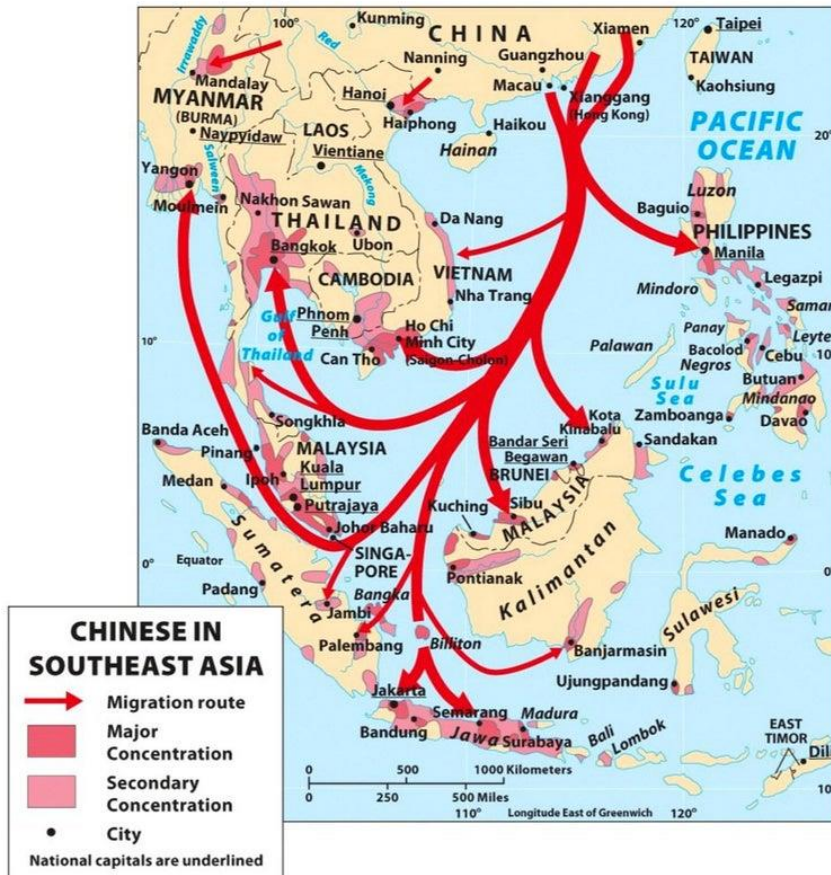 100°
Kunming
CHINA
Xiamen
120°
Taipei
Irrawaddy
Red
Nanning
Guangzhou
TAIWAN
Mandalay
Hanoi
Macau
Xianggang
(Hong Kong)
Kaohsiung
MYANMAR
(BURMA)
LAOS
Haiphong
Haikou
PACIFIC
OCEAN
Naypyidaw
Vientiane
Hainan
20°
Yangon
Salween
Mekong
Luzon
Moulmein
Nakhon Sawan
Da Nang
Baguio
THAILAND
PHILIPPINES
Bangkok
Ubon
Manila
CAMBODIA
VIETNAM
Legazpi
Phnom
Penh
Nha Trang
Mindoro
Samar
Gulf
of
Thailand
10°
Ho Chi
Minh City
(Saigon-Cholon)
Panay
Leyte
Can Tho
Palawan
Bacolod
Cebu
10
Negros
Sulu
Sea
Butuan
Mindanao
Songkhla
Kota
Kinabalu
Zamboanga
Davao
Banda Aceh
Pinang
MALAYSIA
Bandar Seri
Begawan
Sandakan
Kuala
Lumpur
BRUNEI
Celebes
Sea
Medan
Ipoh
Putrajaya
Kuching
Sibu
MALAYSIA
Johor Baharu
Manado
Sumatera
Equator
SINGA-
PORE
0°
Pontianak
Kalimantan
0°
Padang
Bangka
Jambi
Sulawesi
Palembang
Billiton
Banjarmasin
Jakarta
Ujungpandang
Semarang
Madura
Bandung
Jawa
Surabaya
Bali
Lombok
EAST
TIMOR
Dil
0 500 1000 Kilometers
0 250 500 Miles
110°
Longitude East of Greenwich
120°
10
CHINESE IN
SOUTHEAST ASIA
Migration route
Major
Concentration
Secondary
Concentration
City
National capitals are underlined